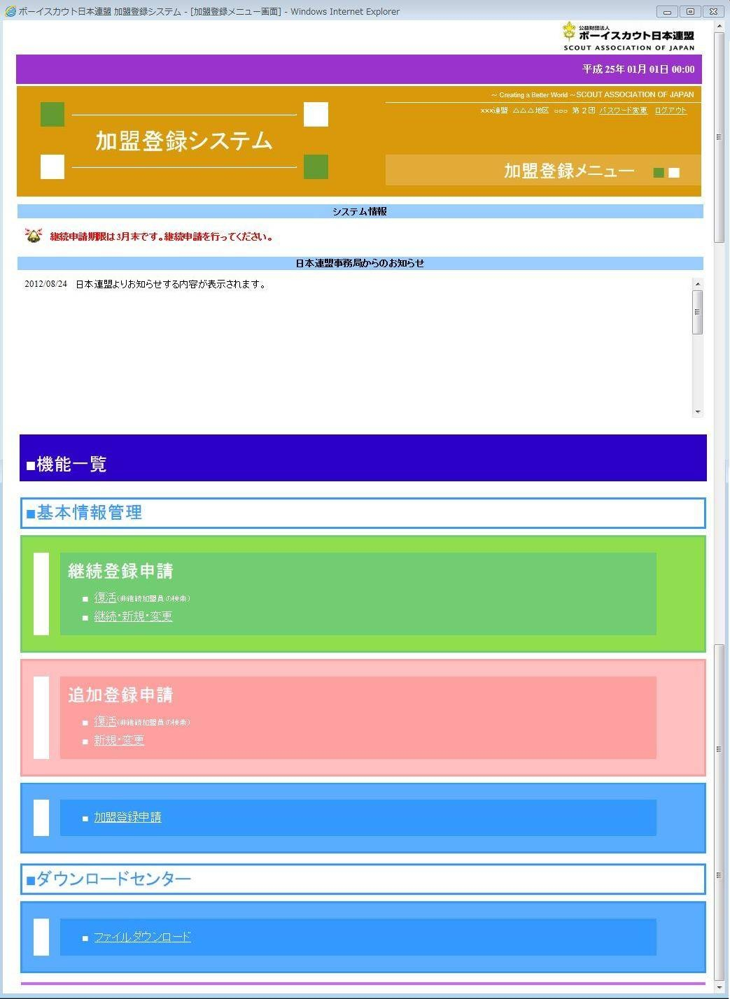 ボーイスカウト日本連盟 加盟登録システム - [加盟登録メニュー画面] - Windows Internet Explorer
公益財団法人
ボーイスカウト日本連盟
SCOUT ASSOCIATION OF JAPAN
平成 25年 01月 01日 00:00
～ Creating a Better World ～SCOUT ASSOCIATION OF JAPAN
×××連盟 △△△地区 ○○○ 第 2 団 パスワード変更 ログアウト
加盟登録システム
加盟登録メニュー
システム情報
継続申請期限は3月末です。継続申請を行ってください。
日本連盟事務局からのお知らせ
2012/08/24 日本連盟よりお知らせする内容が表示されます。
■機能一覧
■基本情報管理
継続登録申請
■ 復活(非継続加盟員の検索)
■ 継続・新規・変更
追加登録申請
■ 復活(非継続加盟員の検索)
■ 新規・変更
■ 加盟登録申請
■ダウンロードセンター
■ ファイルダウンロード